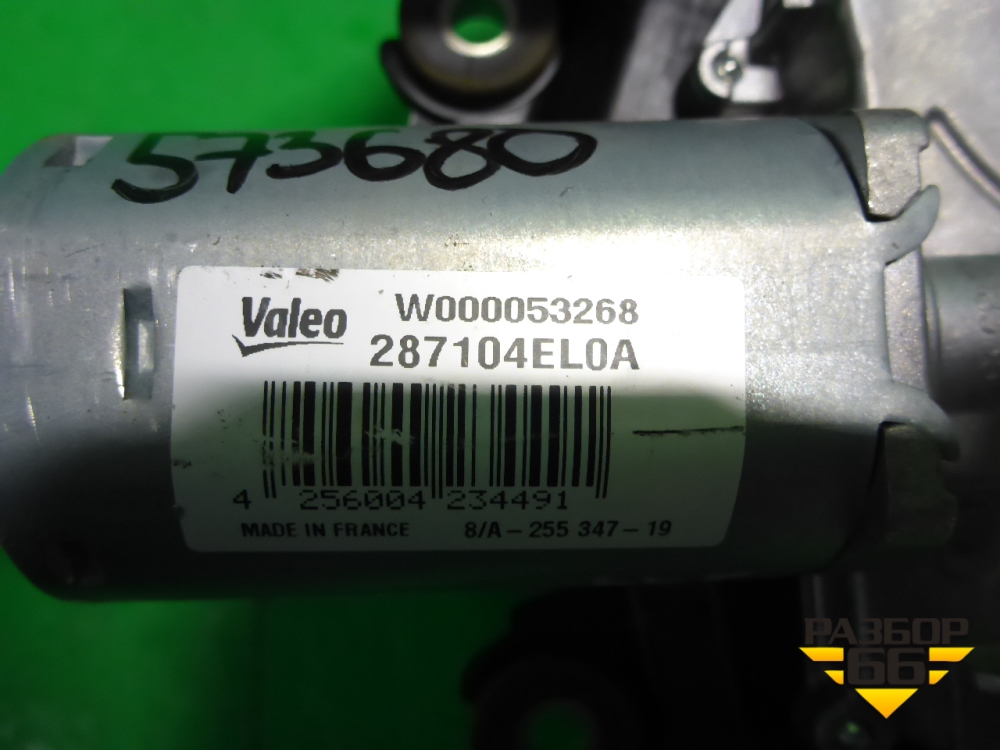 573680
Valeo W000053268
287104EL0A
4 256004 234491
MADE IN FRANCE 8/A-255 347-19
РАЗБОР
66